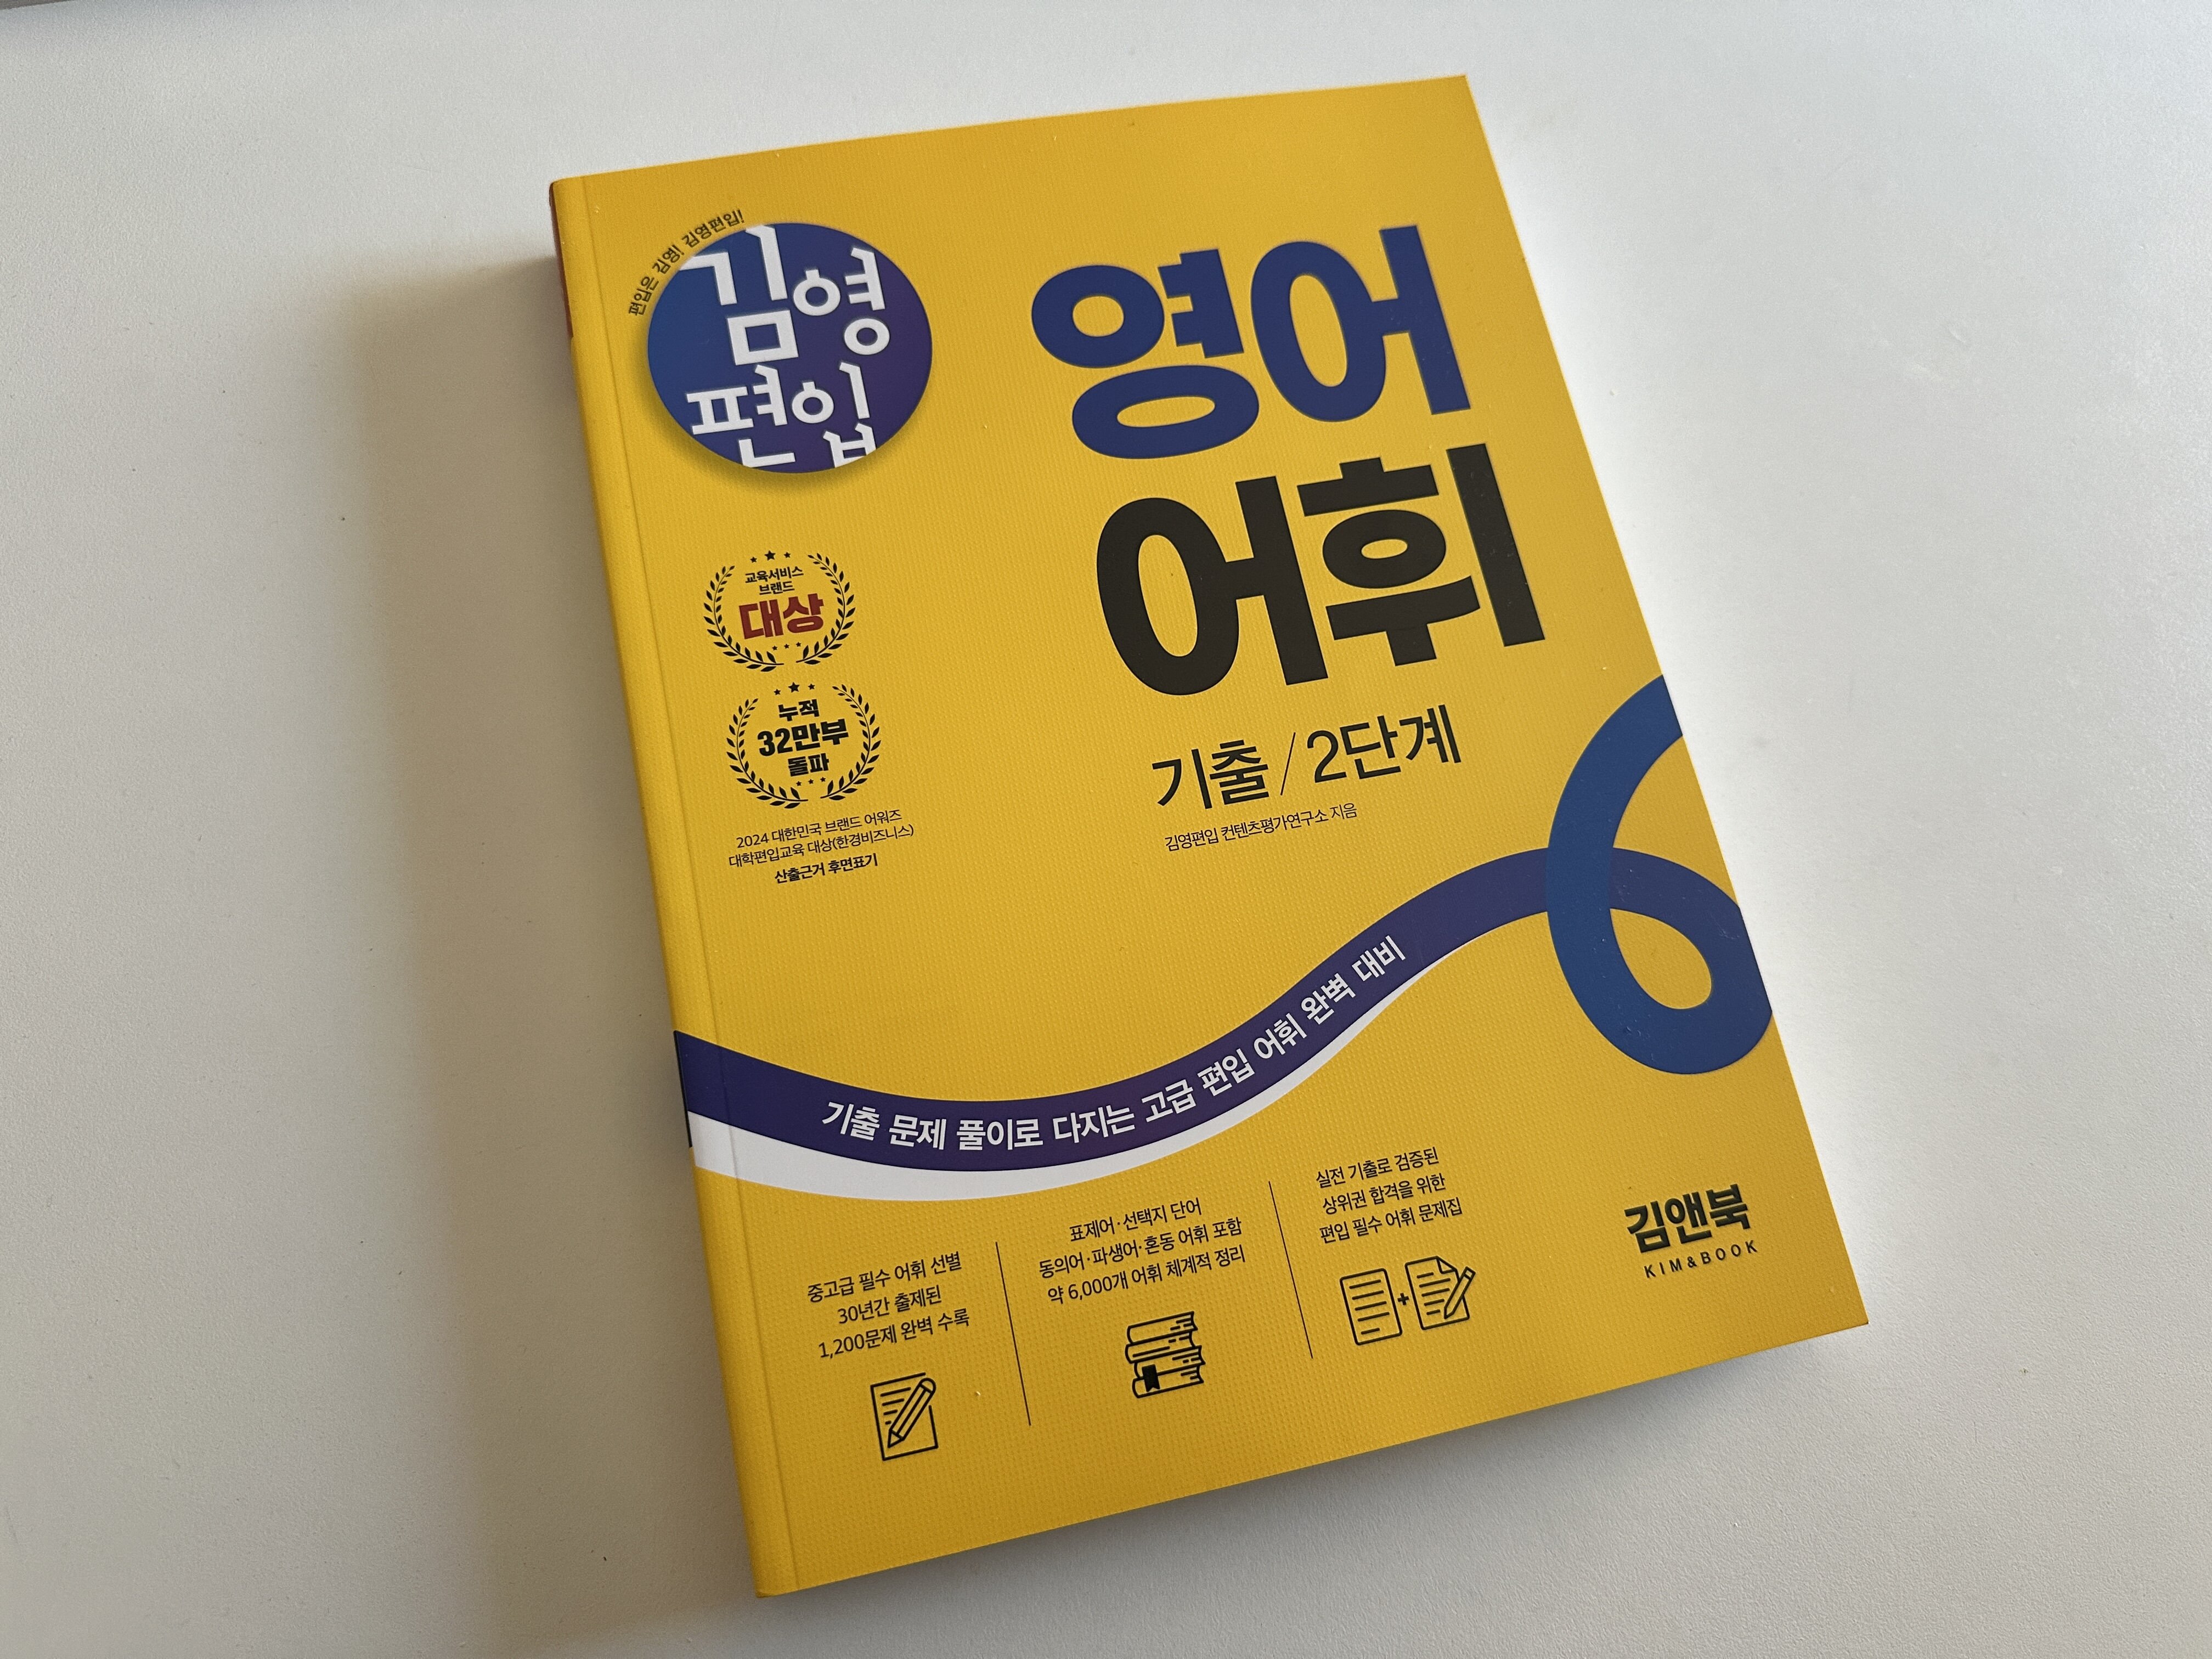 편입은 김영! 김영편입!
김영
편입
영어
어휘
기출/2단계
김영편입 컨텐츠평가연구소 지음
교육서비스
브랜드
대상
누적
32만부
돌파
2024 대한민국 브랜드 어워즈
대학편입교육 대상(한경비즈니스)
산출근거 후면표기
기출 문제 풀이로 다지는 고급 편입 어휘 완벽 대비
중고급 필수 어휘 선별
30년간 출제된
1,200문제 완벽 수록
표제어·선택지 단어
동의어·파생어·혼동 어휘 포함
약 6,000개 어휘 체계적 정리
실전 기출로 검증된
상위권 합격을 위한
편입 필수 어휘 문제집
김앤북
KIM&BOOK